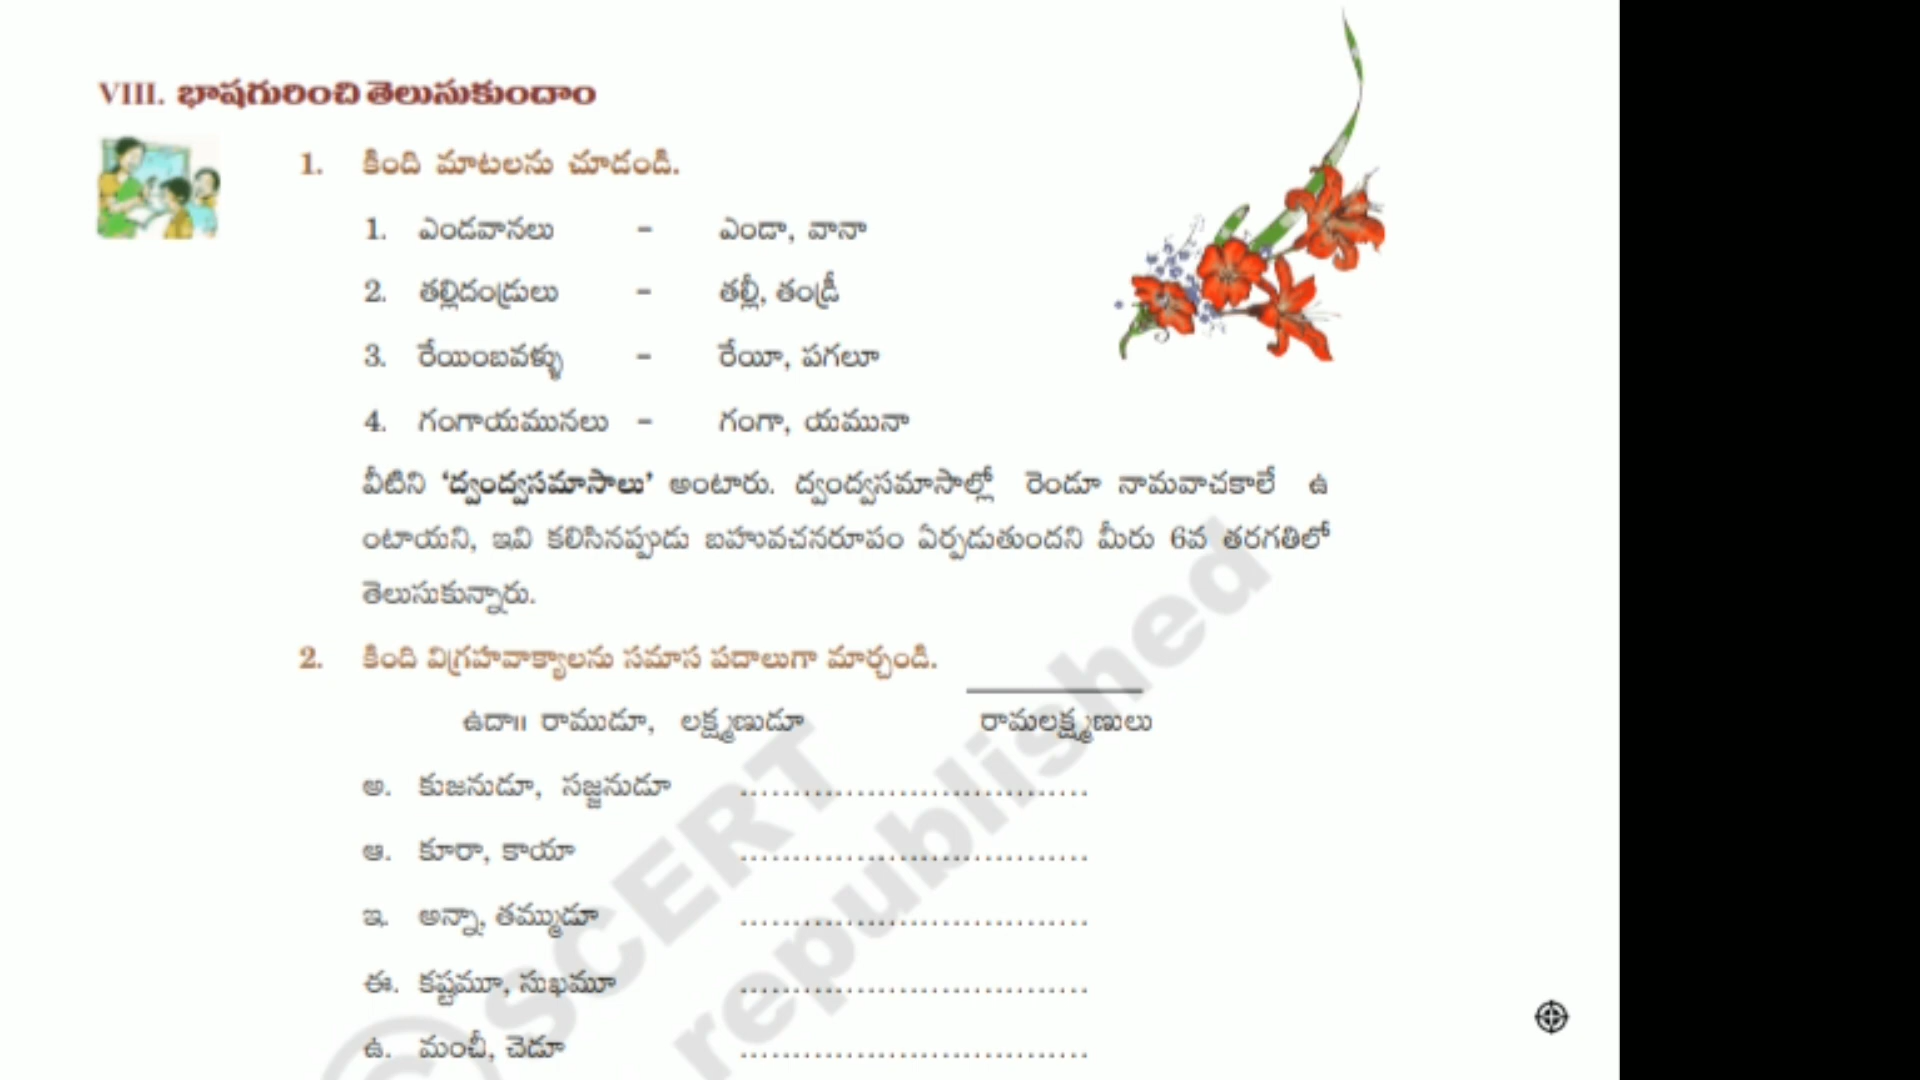 VIII. భాషగురించి తెలుసుకుందాం
1. కింది మాటలను చూడండి.
1. ఎండవానలు - ఎండా, వానా
2. తల్లిదండ్రులు - తల్లీ, తండ్రీ
3. రేయింబవళ్ళు - రేయీ, పగలూ
4. గంగాయమునలు - గంగా, యమునా
వీటిని ‘ద్వంద్వసమాసాలు’ అంటారు. ద్వంద్వసమాసాల్లో రెండూ నామవాచకాలే ఉ
ంటాయని, ఇవి కలిసినప్పుడు బహువచనరూపం ఏర్పడుతుందని మీరు 6వ తరగతిలో
తెలుసుకున్నారు.
2. కింది విగ్రహవాక్యాలను సమాస పదాలుగా మార్చండి.
ఉదా॥ రాముడూ, లక్ష్మణుడూ రామలక్ష్మణులు
అ. కుజనుడూ, సజ్జనుడూ ................................
ఆ. కూరా, కాయా ................................
ఇ. అన్నా, తమ్ముడూ ................................
ఈ. కష్టమూ, సుఖమూ ................................
ఉ. మంచీ, చెడూ ................................
© SCERT
republished